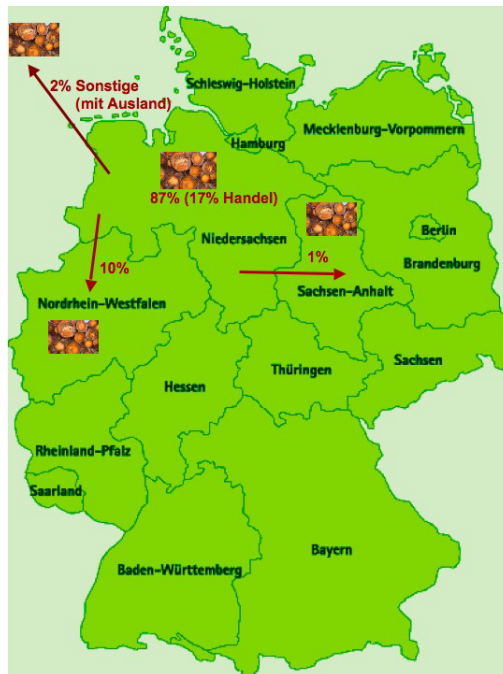 2% Sonstige
(mit Ausland)
Schleswig-Holstein
Hamburg
Mecklenburg-Vorpommern
87% (17% Handel)
Niedersachsen
Berlin
Brandenburg
10%
1%
Nordrhein-Westfalen
Sachsen-Anhalt
Sachsen
Thüringen
Hessen
Rheinland-Pfalz
Saarland
Bayern
Baden-Württemberg